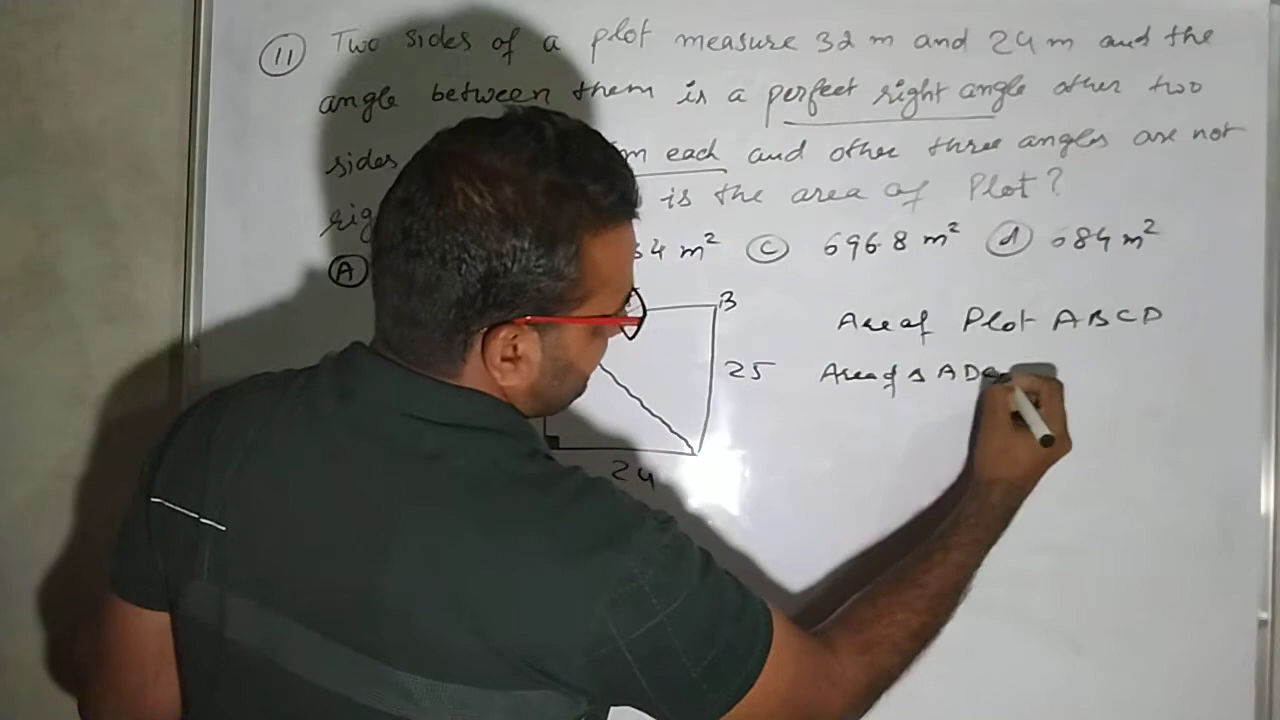 11 Two sides of a plot measure 32 m and 24 m and the
angle between them is a perfect right angle other two
sides m each and other three angles are not
rig is the area of Plot?
A 4 m² C 696.8 m² d 684 m²
B
Area of Plot ABCD
25 Area of Δ ADC
24